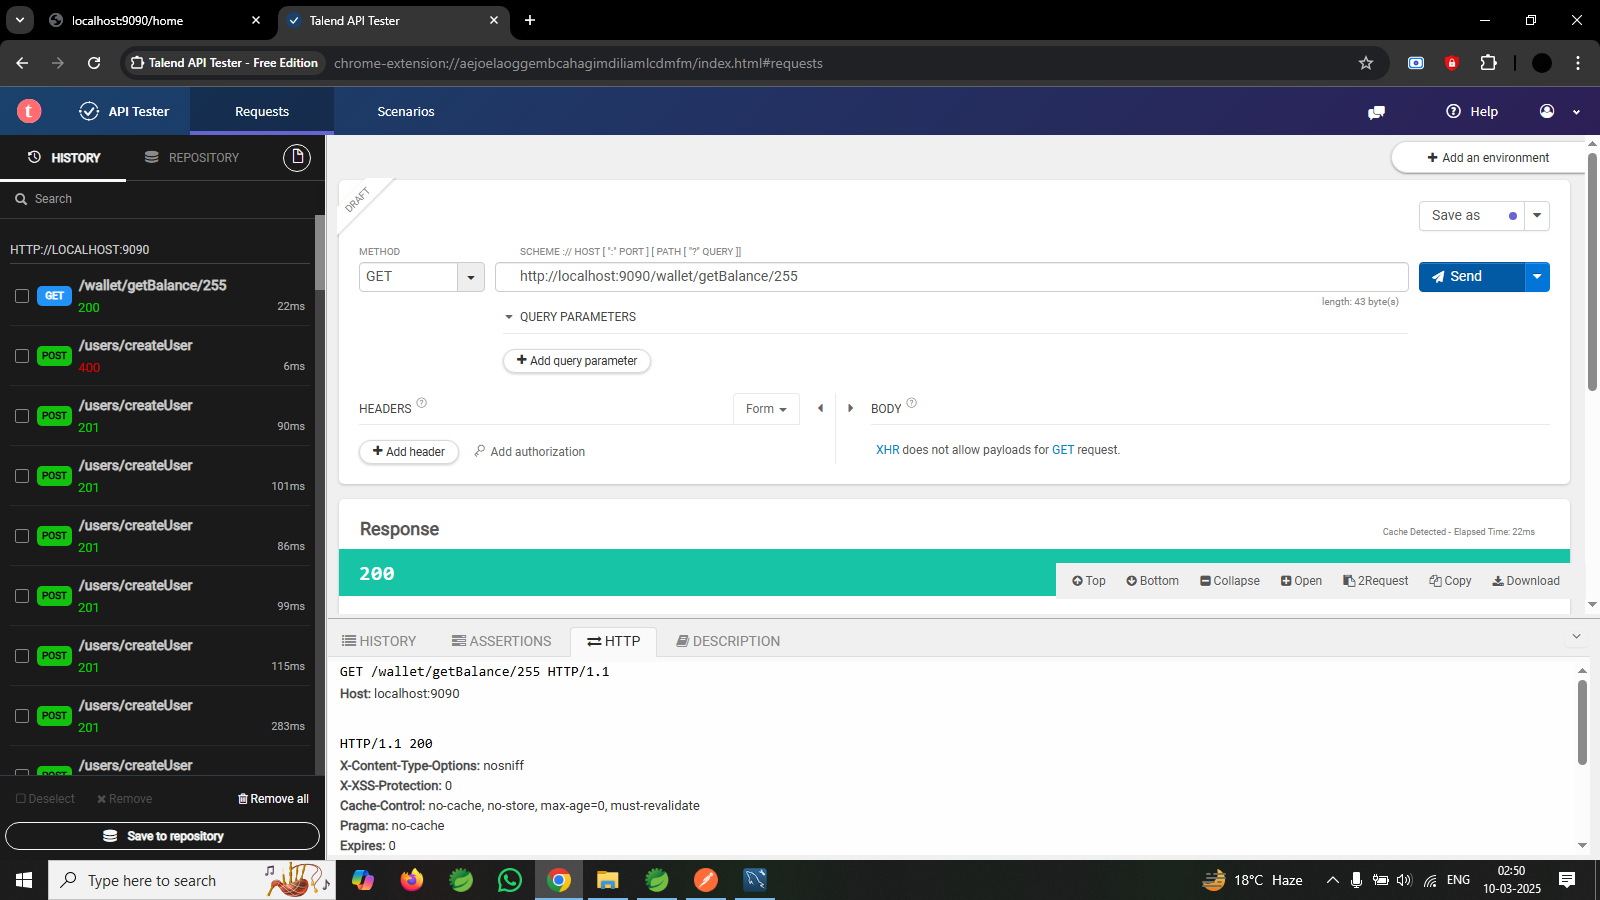 localhost:9090/home
Talend API Tester
Talend API Tester - Free Edition
chrome-extension://aejoelaoggembcahagimdiliamlcdmfm/index.html#requests
t
API Tester
Requests
Scenarios
Help
HISTORY
REPOSITORY
Search
Add an environment
DRAFT
Save as
HTTP://LOCALHOST:9090
METHOD
SCHEME :// HOST [ ":" PORT ] [ PATH [ "?" QUERY ]]
GET
http://localhost:9090/wallet/getBalance/255
Send
length: 43 byte(s)
QUERY PARAMETERS
Add query parameter
HEADERS ?
Form
BODY ?
Add header
Add authorization
XHR does not allow payloads for GET request.
GET
/wallet/getBalance/255
200
22ms
POST
/users/createUser
400
6ms
POST
/users/createUser
201
90ms
POST
/users/createUser
201
101ms
POST
/users/createUser
201
86ms
POST
/users/createUser
201
99ms
POST
/users/createUser
201
115ms
POST
/users/createUser
201
283ms
POST
/users/createUser
Deselect
Remove
Remove all
Save to repository
Response
Cache Detected - Elapsed Time: 22ms
200
Top
Bottom
Collapse
Open
2Request
Copy
Download
HISTORY
ASSERTIONS
HTTP
DESCRIPTION
GET /wallet/getBalance/255 HTTP/1.1
Host: localhost:9090
HTTP/1.1 200
X-Content-Type-Options: nosniff
X-XSS-Protection: 0
Cache-Control: no-cache, no-store, max-age=0, must-revalidate
Pragma: no-cache
Expires: 0
Type here to search
18°C Haze
ENG
02:50
10-03-2025